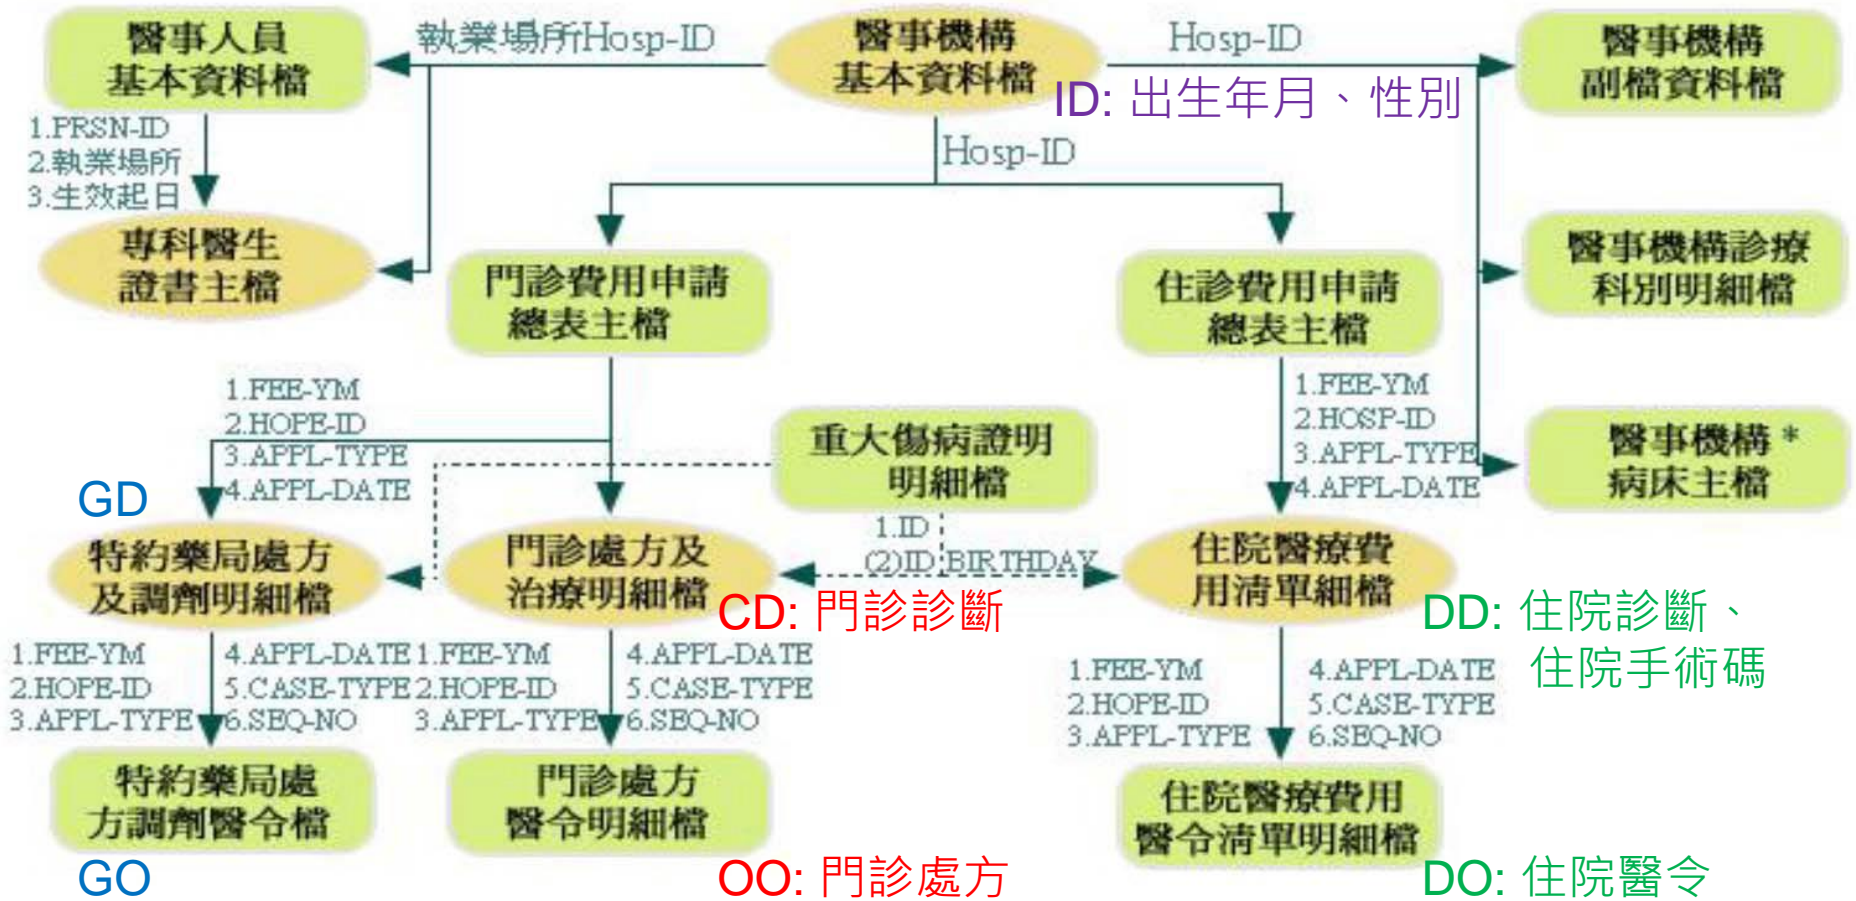 醫事人員
基本資料檔
執業場所Hosp-ID
醫事機構
基本資料檔
Hosp-ID
醫事機構
副檔資料檔
ID: 出生年月、性別
1.PRSN-ID
2.執業場所
3.生效起日
Hosp-ID
專科醫生
證書主檔
門診費用申請
總表主檔
住診費用申請
總表主檔
醫事機構診療
科別明細檔
1.FEE-YM
2.HOPE-ID
3.APPL-TYPE
4.APPL-DATE
重大傷病證明
明細檔
1.FEE-YM
2.HOSP-ID
3.APPL-TYPE
4.APPL-DATE
醫事機構 *
病床主檔
GD
特約藥局處方
及調劑明細檔
門診處方及
治療明細檔
1.ID
(2)ID BIRTHDAY
住院醫療費
用清單細檔
CD: 門診診斷
DD: 住院診斷、
住院手術碼
1.FEE-YM
2.HOPE-ID
3.APPL-TYPE
4.APPL-DATE
5.CASE-TYPE
6.SEQ-NO
1.FEE-YM
2.HOPE-ID
3.APPL-TYPE
4.APPL-DATE
5.CASE-TYPE
6.SEQ-NO
1.FEE-YM
2.HOPE-ID
3.APPL-TYPE
4.APPL-DATE
5.CASE-TYPE
6.SEQ-NO
特約藥局處
方調劑醫令檔
門診處方
醫令明細檔
住院醫療費用
醫令清單明細檔
GO
OO: 門診處方
DO: 住院醫令